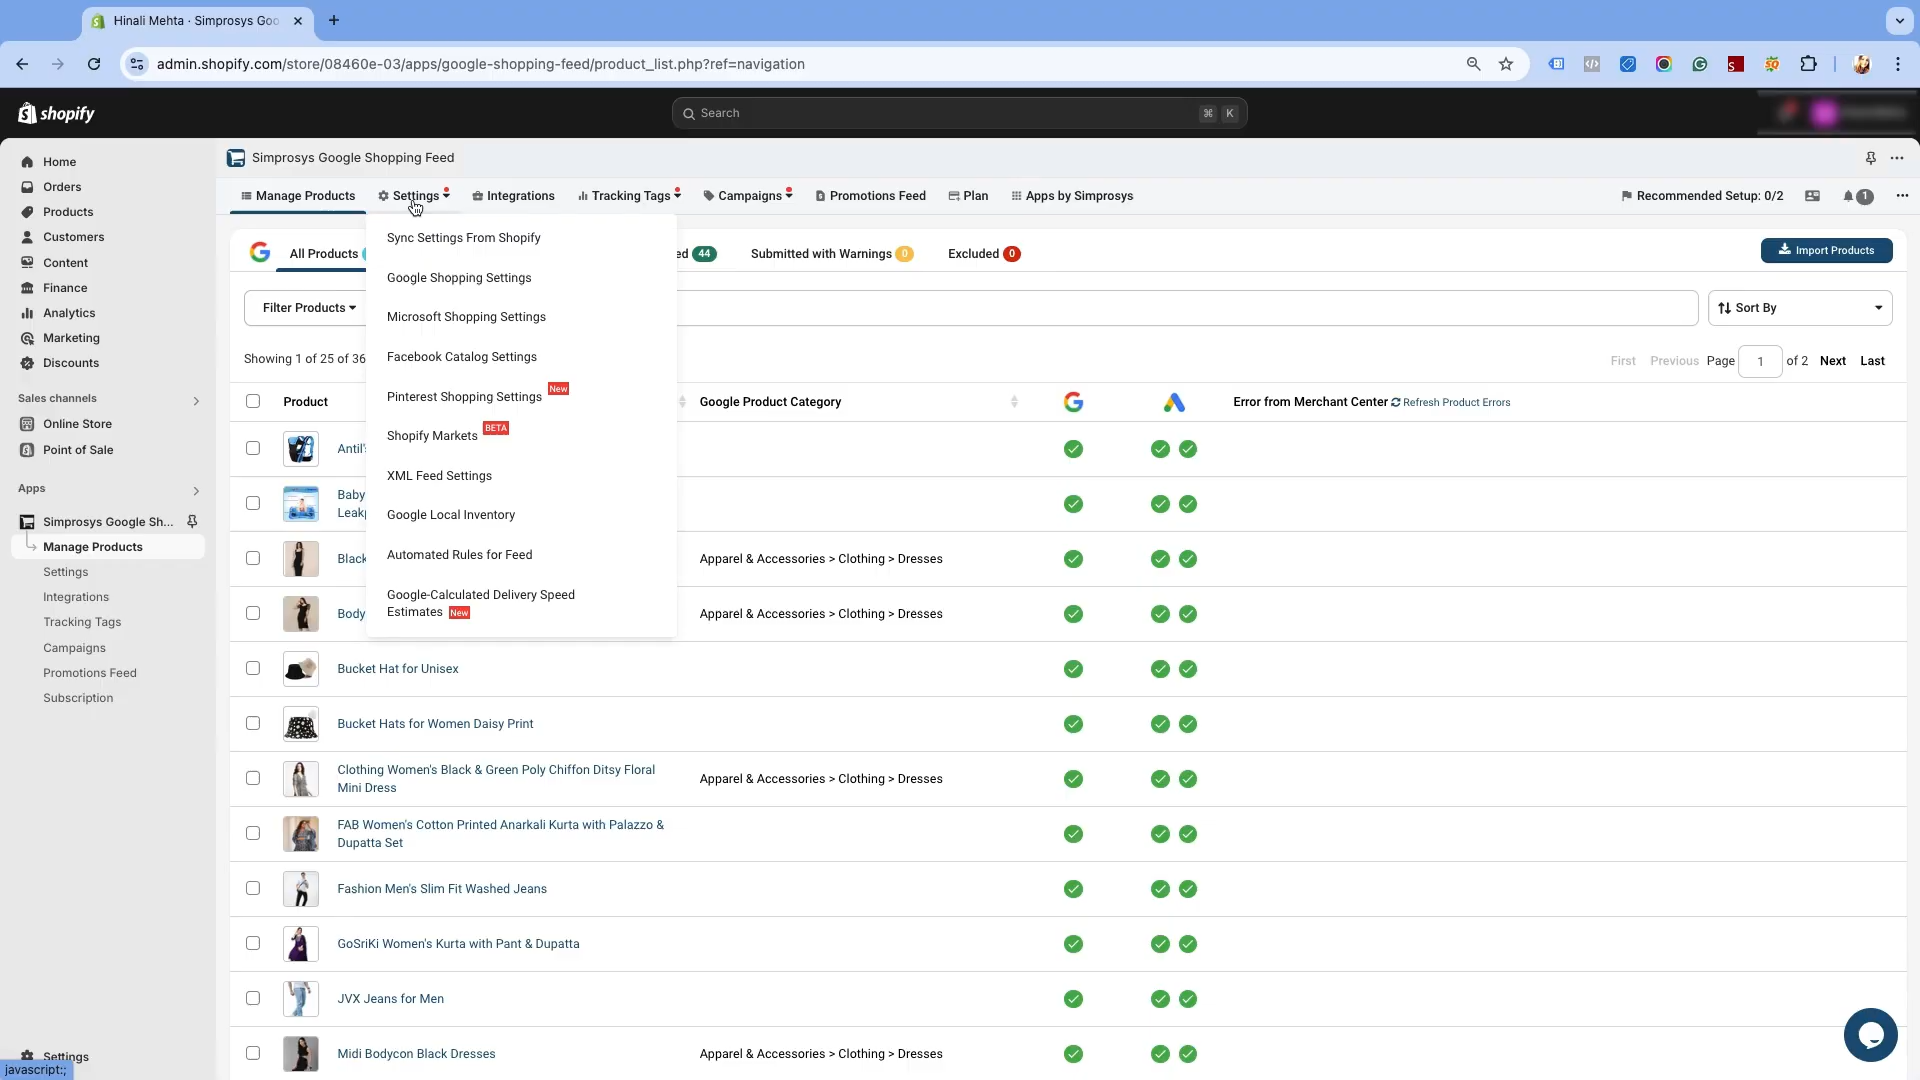 Hinali Mehta · Simprosys Goo
admin.shopify.com/store/08460e-03/apps/google-shopping-feed/product_list.php?ref=navigation
shopify
Search
⌘ K
Home
Orders
Products
Customers
Content
Finance
Analytics
Marketing
Discounts
Sales channels
Online Store
Point of Sale
Apps
Simprosys Google Sh...
Manage Products
Settings
Integrations
Tracking Tags
Campaigns
Promotions Feed
Subscription
Settings
javascript:;
Simprosys Google Shopping Feed
Manage Products Settings Integrations Tracking Tags Campaigns Promotions Feed Plan Apps by Simprosys Recommended Setup: 0/2 1
All Products ed 44 Submitted with Warnings 0 Excluded 0 Import Products
Sync Settings From Shopify
Google Shopping Settings
Microsoft Shopping Settings
Facebook Catalog Settings
Pinterest Shopping Settings New
Shopify Markets BETA
XML Feed Settings
Google Local Inventory
Automated Rules for Feed
Google-Calculated Delivery Speed
Estimates New
Filter Products Sort By
Showing 1 of 25 of 36 First Previous Page 1 of 2 Next Last
Product Google Product Category Error from Merchant Center Refresh Product Errors
Antil's
Baby
Leakp
Black Apparel & Accessories > Clothing > Dresses
Body Apparel & Accessories > Clothing > Dresses
Bucket Hat for Unisex
Bucket Hats for Women Daisy Print
Clothing Women's Black & Green Poly Chiffon Ditsy Floral
Mini Dress
Apparel & Accessories > Clothing > Dresses
FAB Women's Cotton Printed Anarkali Kurta with Palazzo &
Dupatta Set
Fashion Men's Slim Fit Washed Jeans
GoSriKi Women's Kurta with Pant & Dupatta
JVX Jeans for Men
Midi Bodycon Black Dresses Apparel & Accessories > Clothing > Dresses